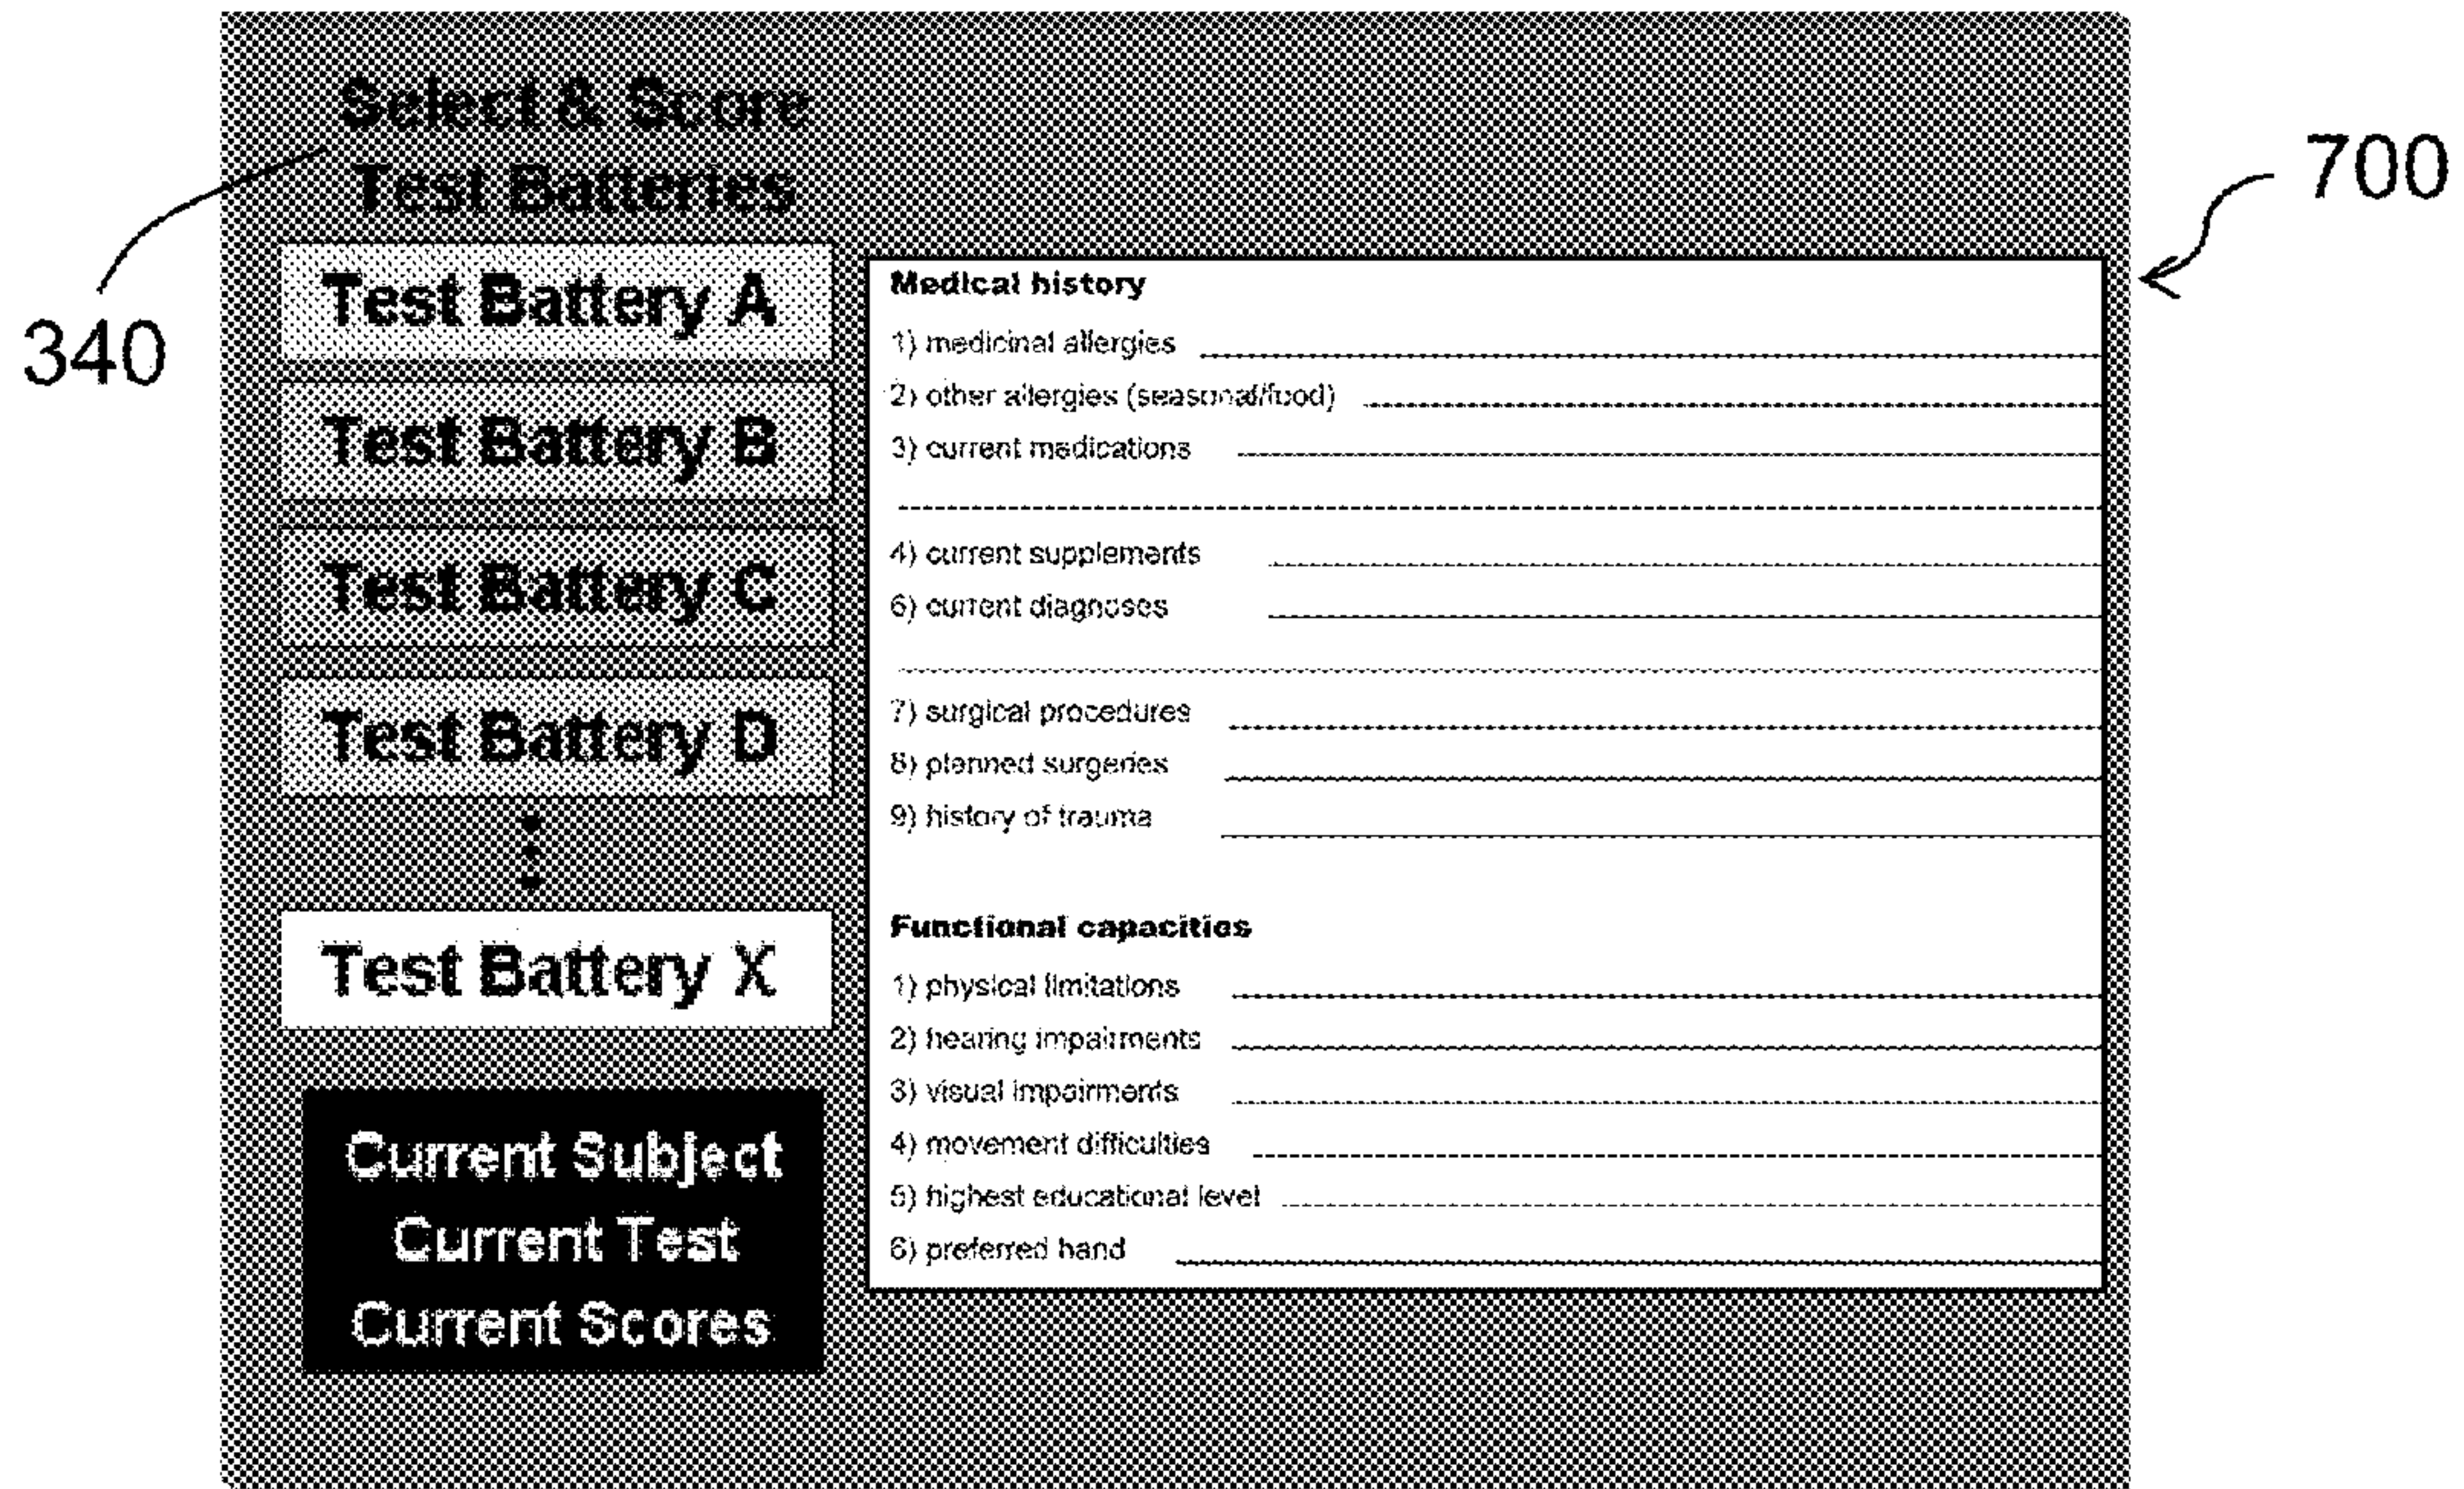 Select & Score
Test Batteries
340
700
Test Battery A
Test Battery B
Test Battery C
Test Battery D
Test Battery X
Current Subject
Current Test
Current Scores
Medical history
1) medicinal allergies
2) other allergies (seasonal/food)
3) current medications
4) current supplements
6) current diagnoses
7) surgical procedures
8) planned surgeries
9) history of trauma
Functional capacities
1) physical limitations
2) hearing impairments
3) visual impairments
4) movement difficulties
5) highest educational level
6) preferred hand